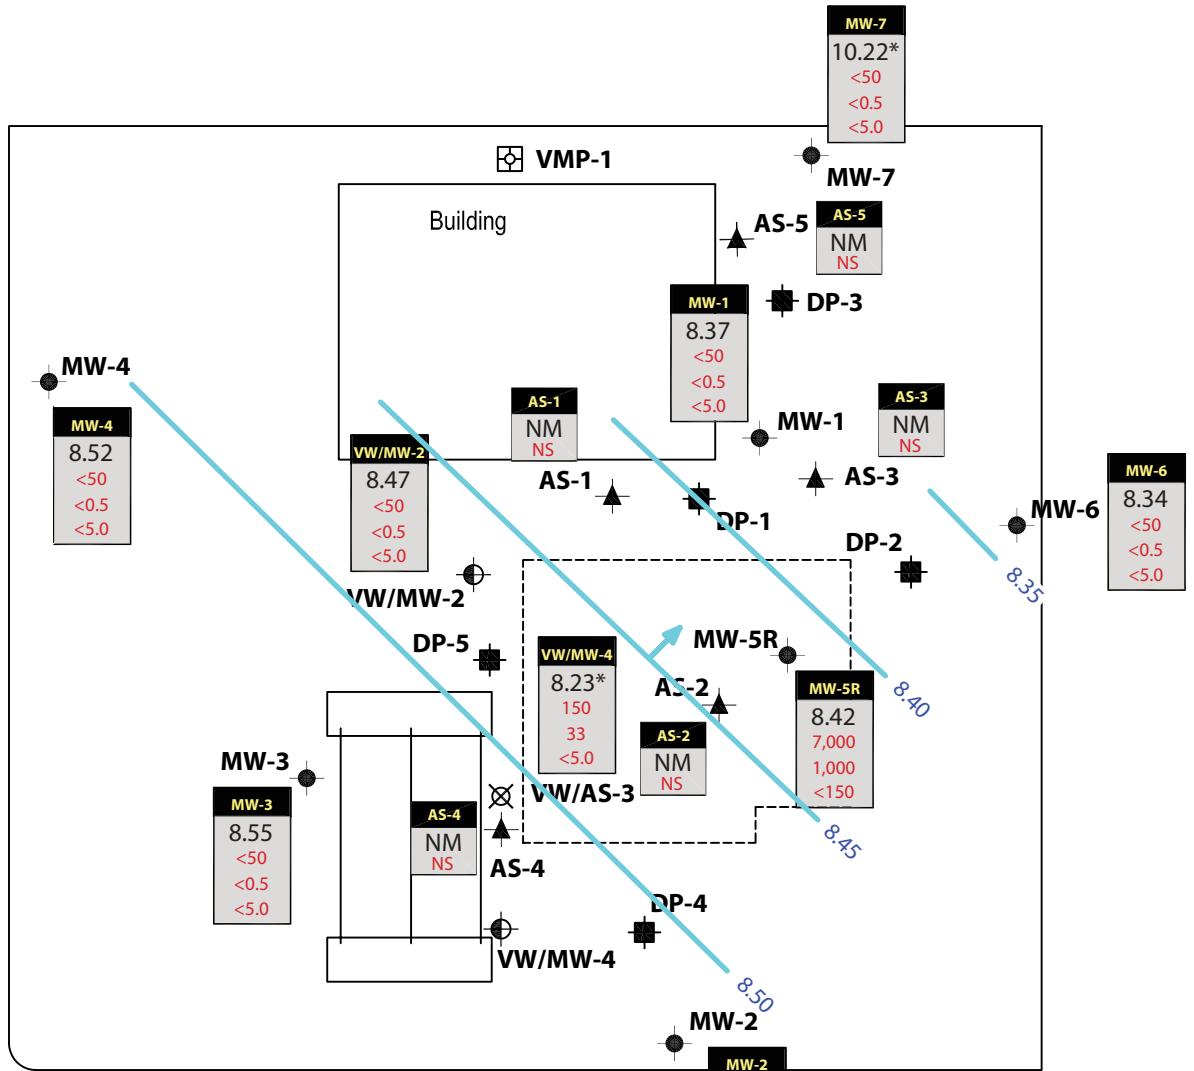 MW-7
10.22*
<50
<0.5
<5.0
VMP-1
MW-7
Building
AS-5
AS-5
NM
NS
DP-3
MW-1
8.37
<50
<0.5
<5.0
MW-4
MW-4
8.52
<50
<0.5
<5.0
AS-1
NM
NS
AS-3
NM
NS
MW-1
VW/MW-2
8.47
<50
<0.5
<5.0
AS-1
AS-3
DP-1
MW-6
MW-6
8.34
<50
<0.5
<5.0
DP-2
8.35
VW/MW-2
DP-5
MW-5R
VW/MW-4
8.23*
150
33
<5.0
AS-2
8.40
MW-5R
8.42
7,000
1,000
<150
AS-2
NM
NS
MW-3
MW-3
8.55
<50
<0.5
<5.0
VW/AS-3
AS-4
NM
NS
8.45
AS-4
DP-4
VW/MW-4
8.50
MW-2
MW-2